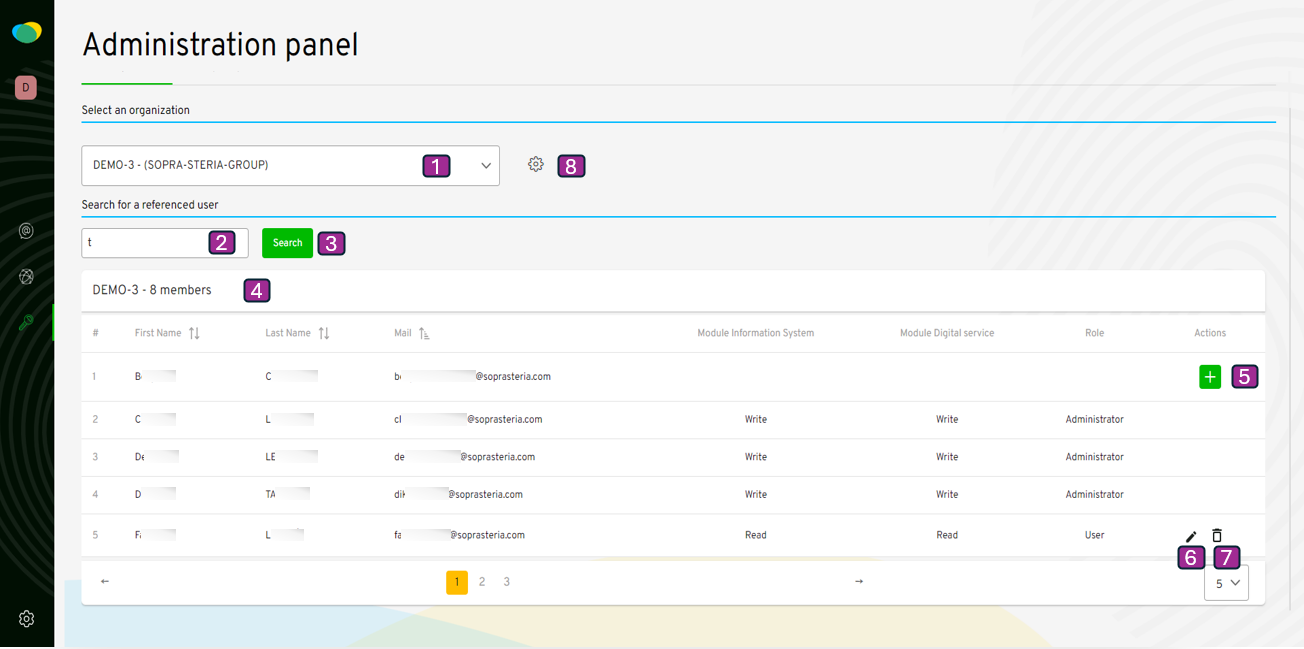 Administration panel
D
Select an organization
DEMO-3 - (SOPRA-STERIA-GROUP) 1 8
Search for a referenced user
t 2 Search 3
DEMO-3 - 8 members 4
# First Name Last Name Mail Module Information System Module Digital service Role Actions
1 B C b @soprasteria.com + 5
2 C L cl @soprasteria.com Write Write Administrator
3 De LE de @soprasteria.com Write Write Administrator
4 D TA dik @soprasteria.com Write Write Administrator
5 F L fa @soprasteria.com Read Read User
6 7
← 1 2 3 → 5